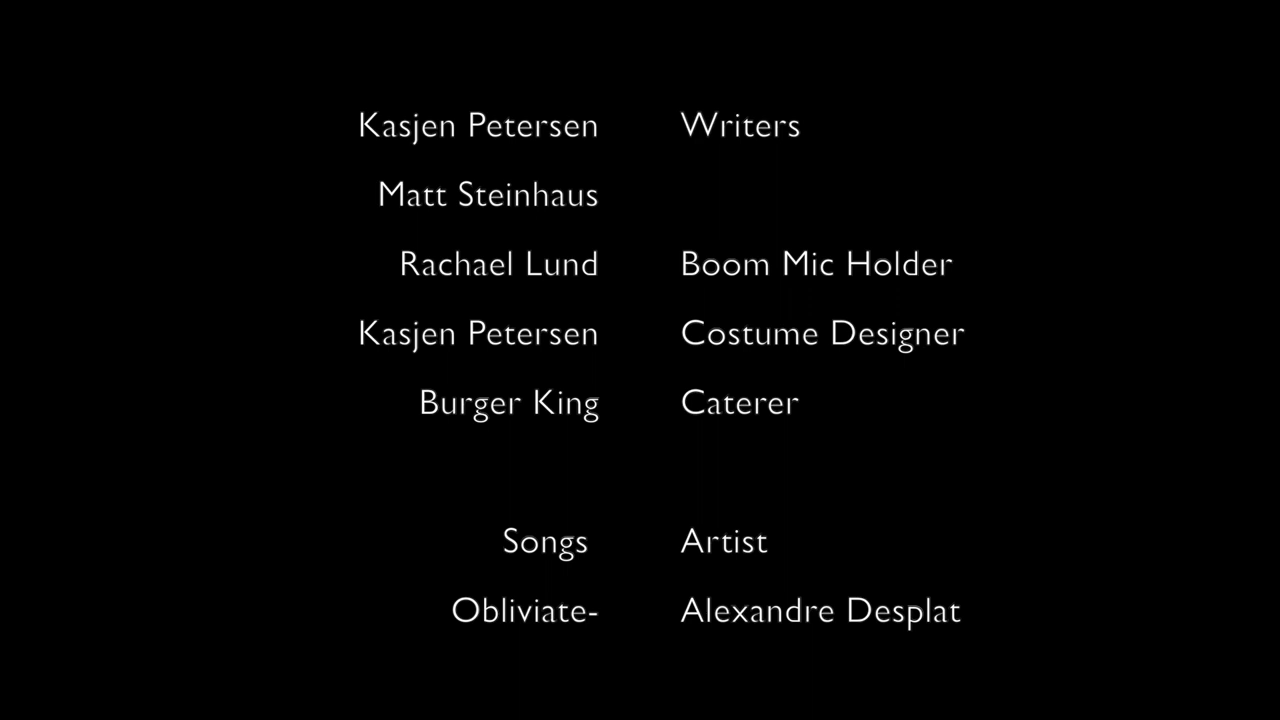 Kasjen Petersen Writers
Matt Steinhaus
Rachael Lund Boom Mic Holder
Kasjen Petersen Costume Designer
Burger King Caterer
Songs Artist
Obliviate- Alexandre Desplat